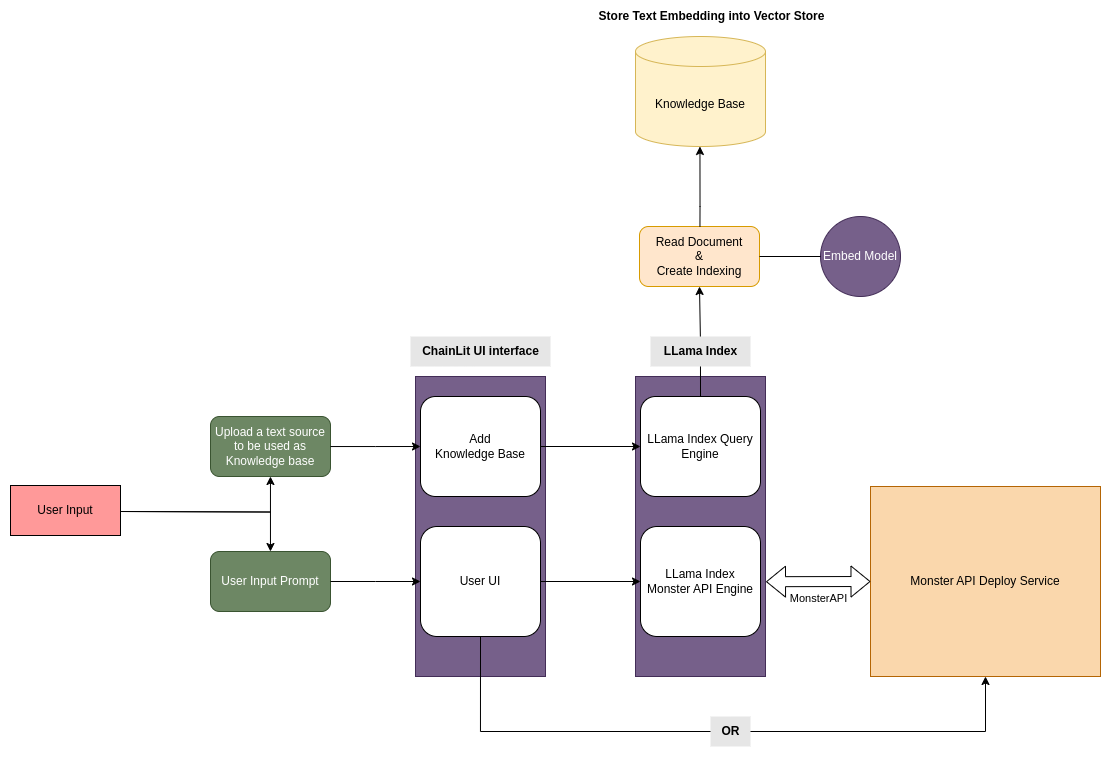 Store Text Embedding into Vector Store
Knowledge Base
Read Document
&
Create Indexing
Embed Model
ChainLit UI interface
LLama Index
Upload a text source
to be used as
Knowledge base
Add
Knowledge Base
LLama Index Query
Engine
User Input
User Input Prompt
User UI
LLama Index
Monster API Engine
MonsterAPI
Monster API Deploy Service
OR